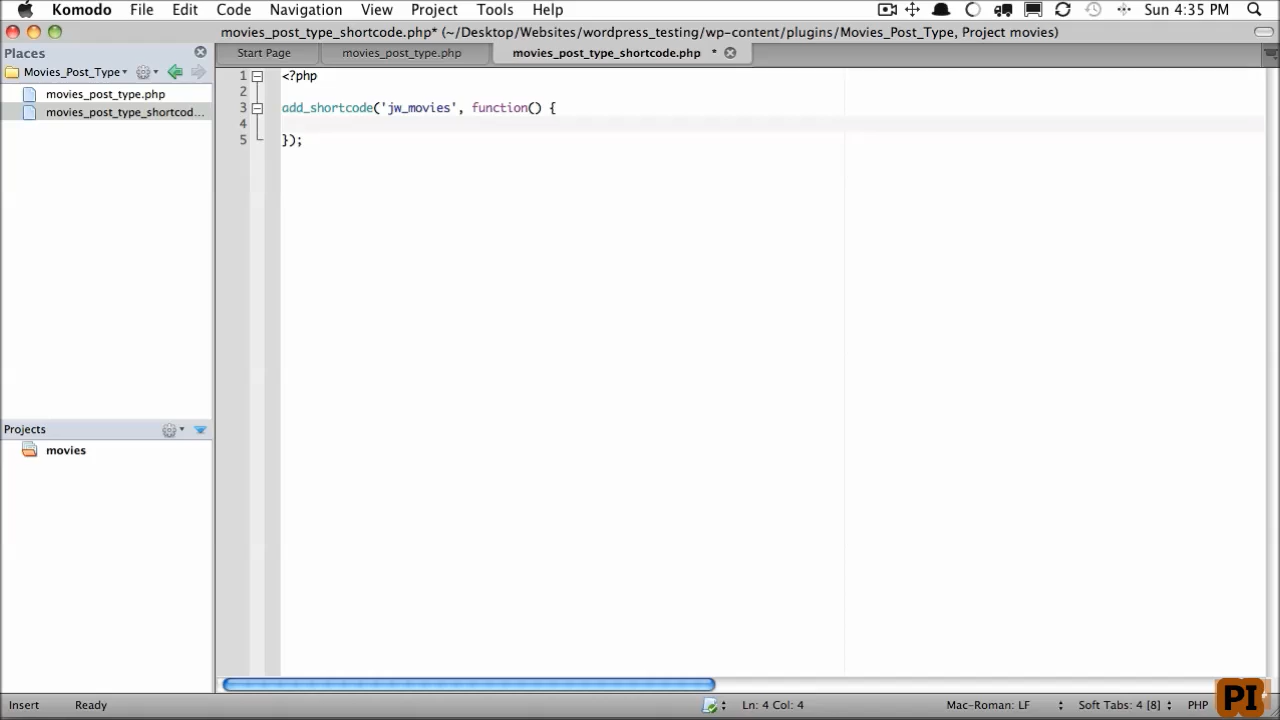 Komodo File Edit Code Navigation View Project Tools Help Sun 4:35 PM
movies_post_type_shortcode.php* (~/Desktop/Websites/wordpress_testing/wp-content/plugins/Movies_Post_Type, Project movies)
Places
Start Page movies_post_type.php movies_post_type_shortcode.php *
Movies_Post_Type
movies_post_type.php
movies_post_type_shortcod...
1 <?php
2
3 add_shortcode('jw_movies', function() {
4
5 });
Projects
movies
Insert Ready Ln: 4 Col: 4 Mac-Roman: LF Soft Tabs: 4 [8] PHP
PI